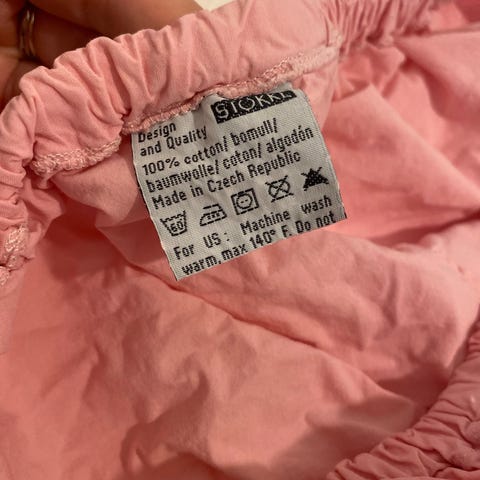 STOKKE
Design
and Quality
100% cotton/ bomull/
baumwolle/ coton/ algodón
Made in Czech Republic
60
For US: Machine wash
warm, max 140° F. Do not